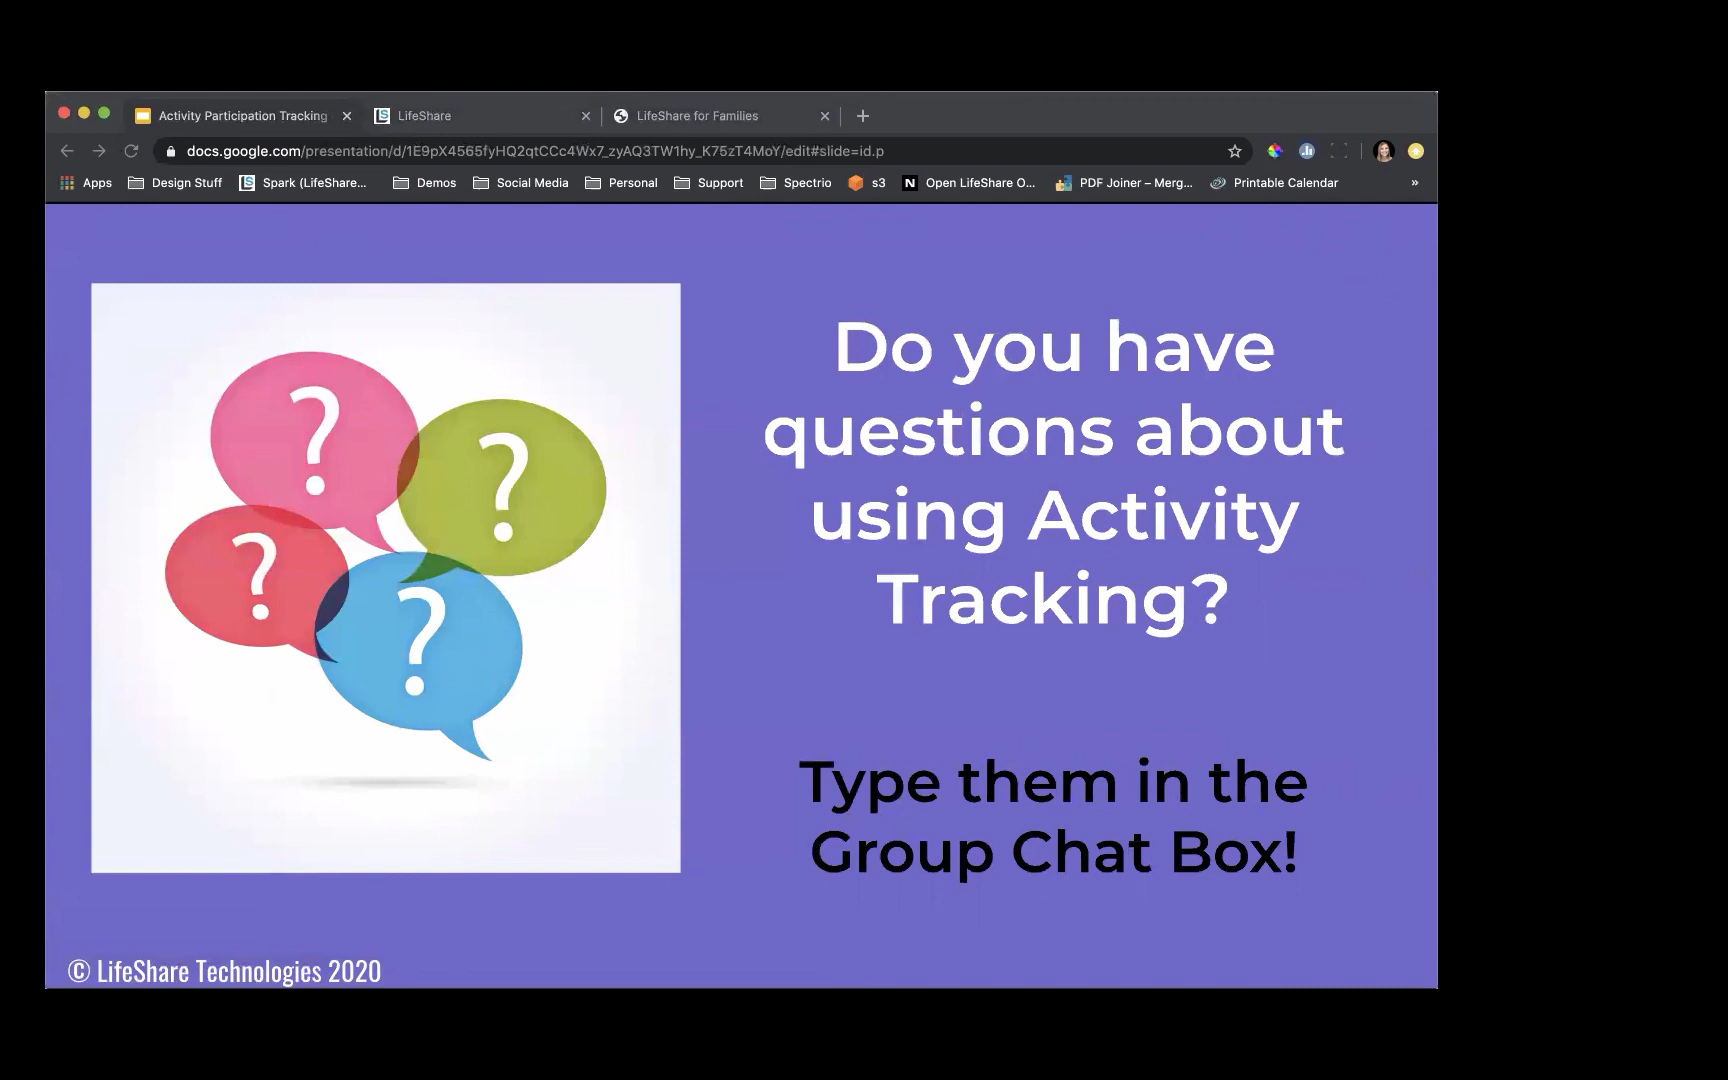 Activity Participation Tracking
LifeShare
LifeShare for Families
docs.google.com/presentation/d/1E9pX4565fyHQ2qtCCc4Wx7_zyAQ3TW1hy_K75zT4MoY/edit#slide=id.p
Apps
Design Stuff
Spark (LifeShare...
Demos
Social Media
Personal
Support
Spectrio
s3
Open LifeShare O...
PDF Joiner – Merg...
Printable Calendar
»
?
?
?
?
Do you have
questions about
using Activity
Tracking?
Type them in the
Group Chat Box!
© LifeShare Technologies 2020